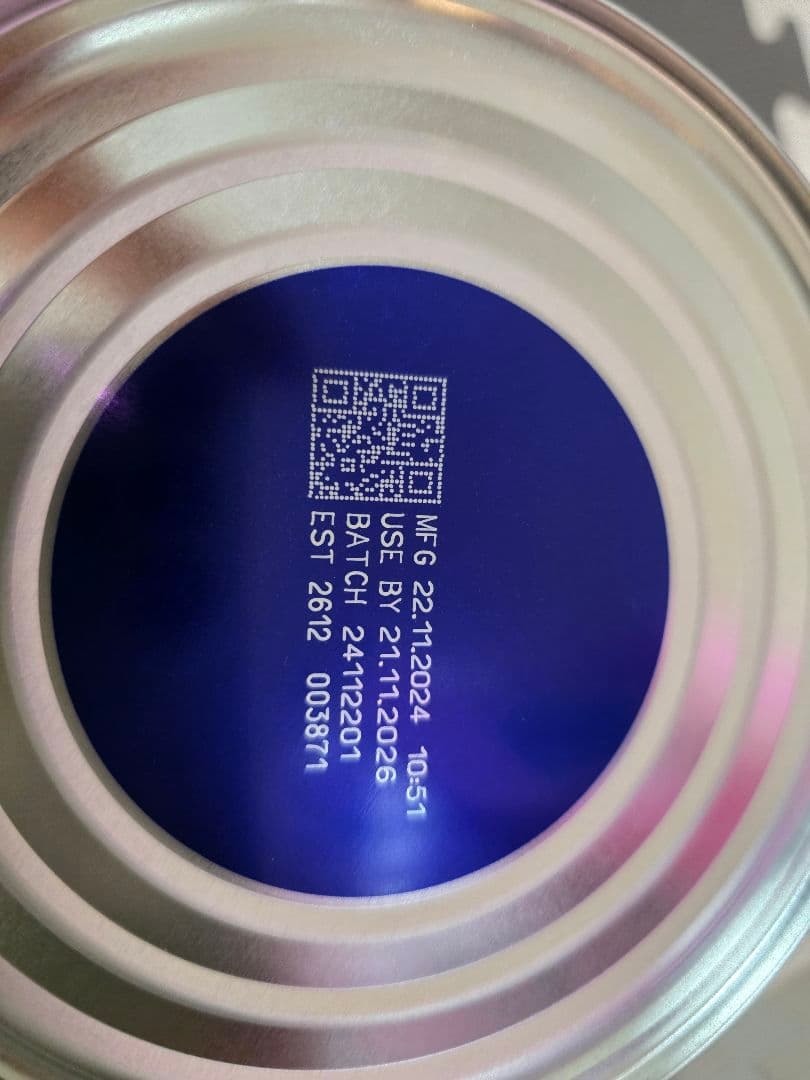 MFG 22.11.2024 10:51
USE BY 21.11.2026
BATCH 24112201
EST 2612 003871